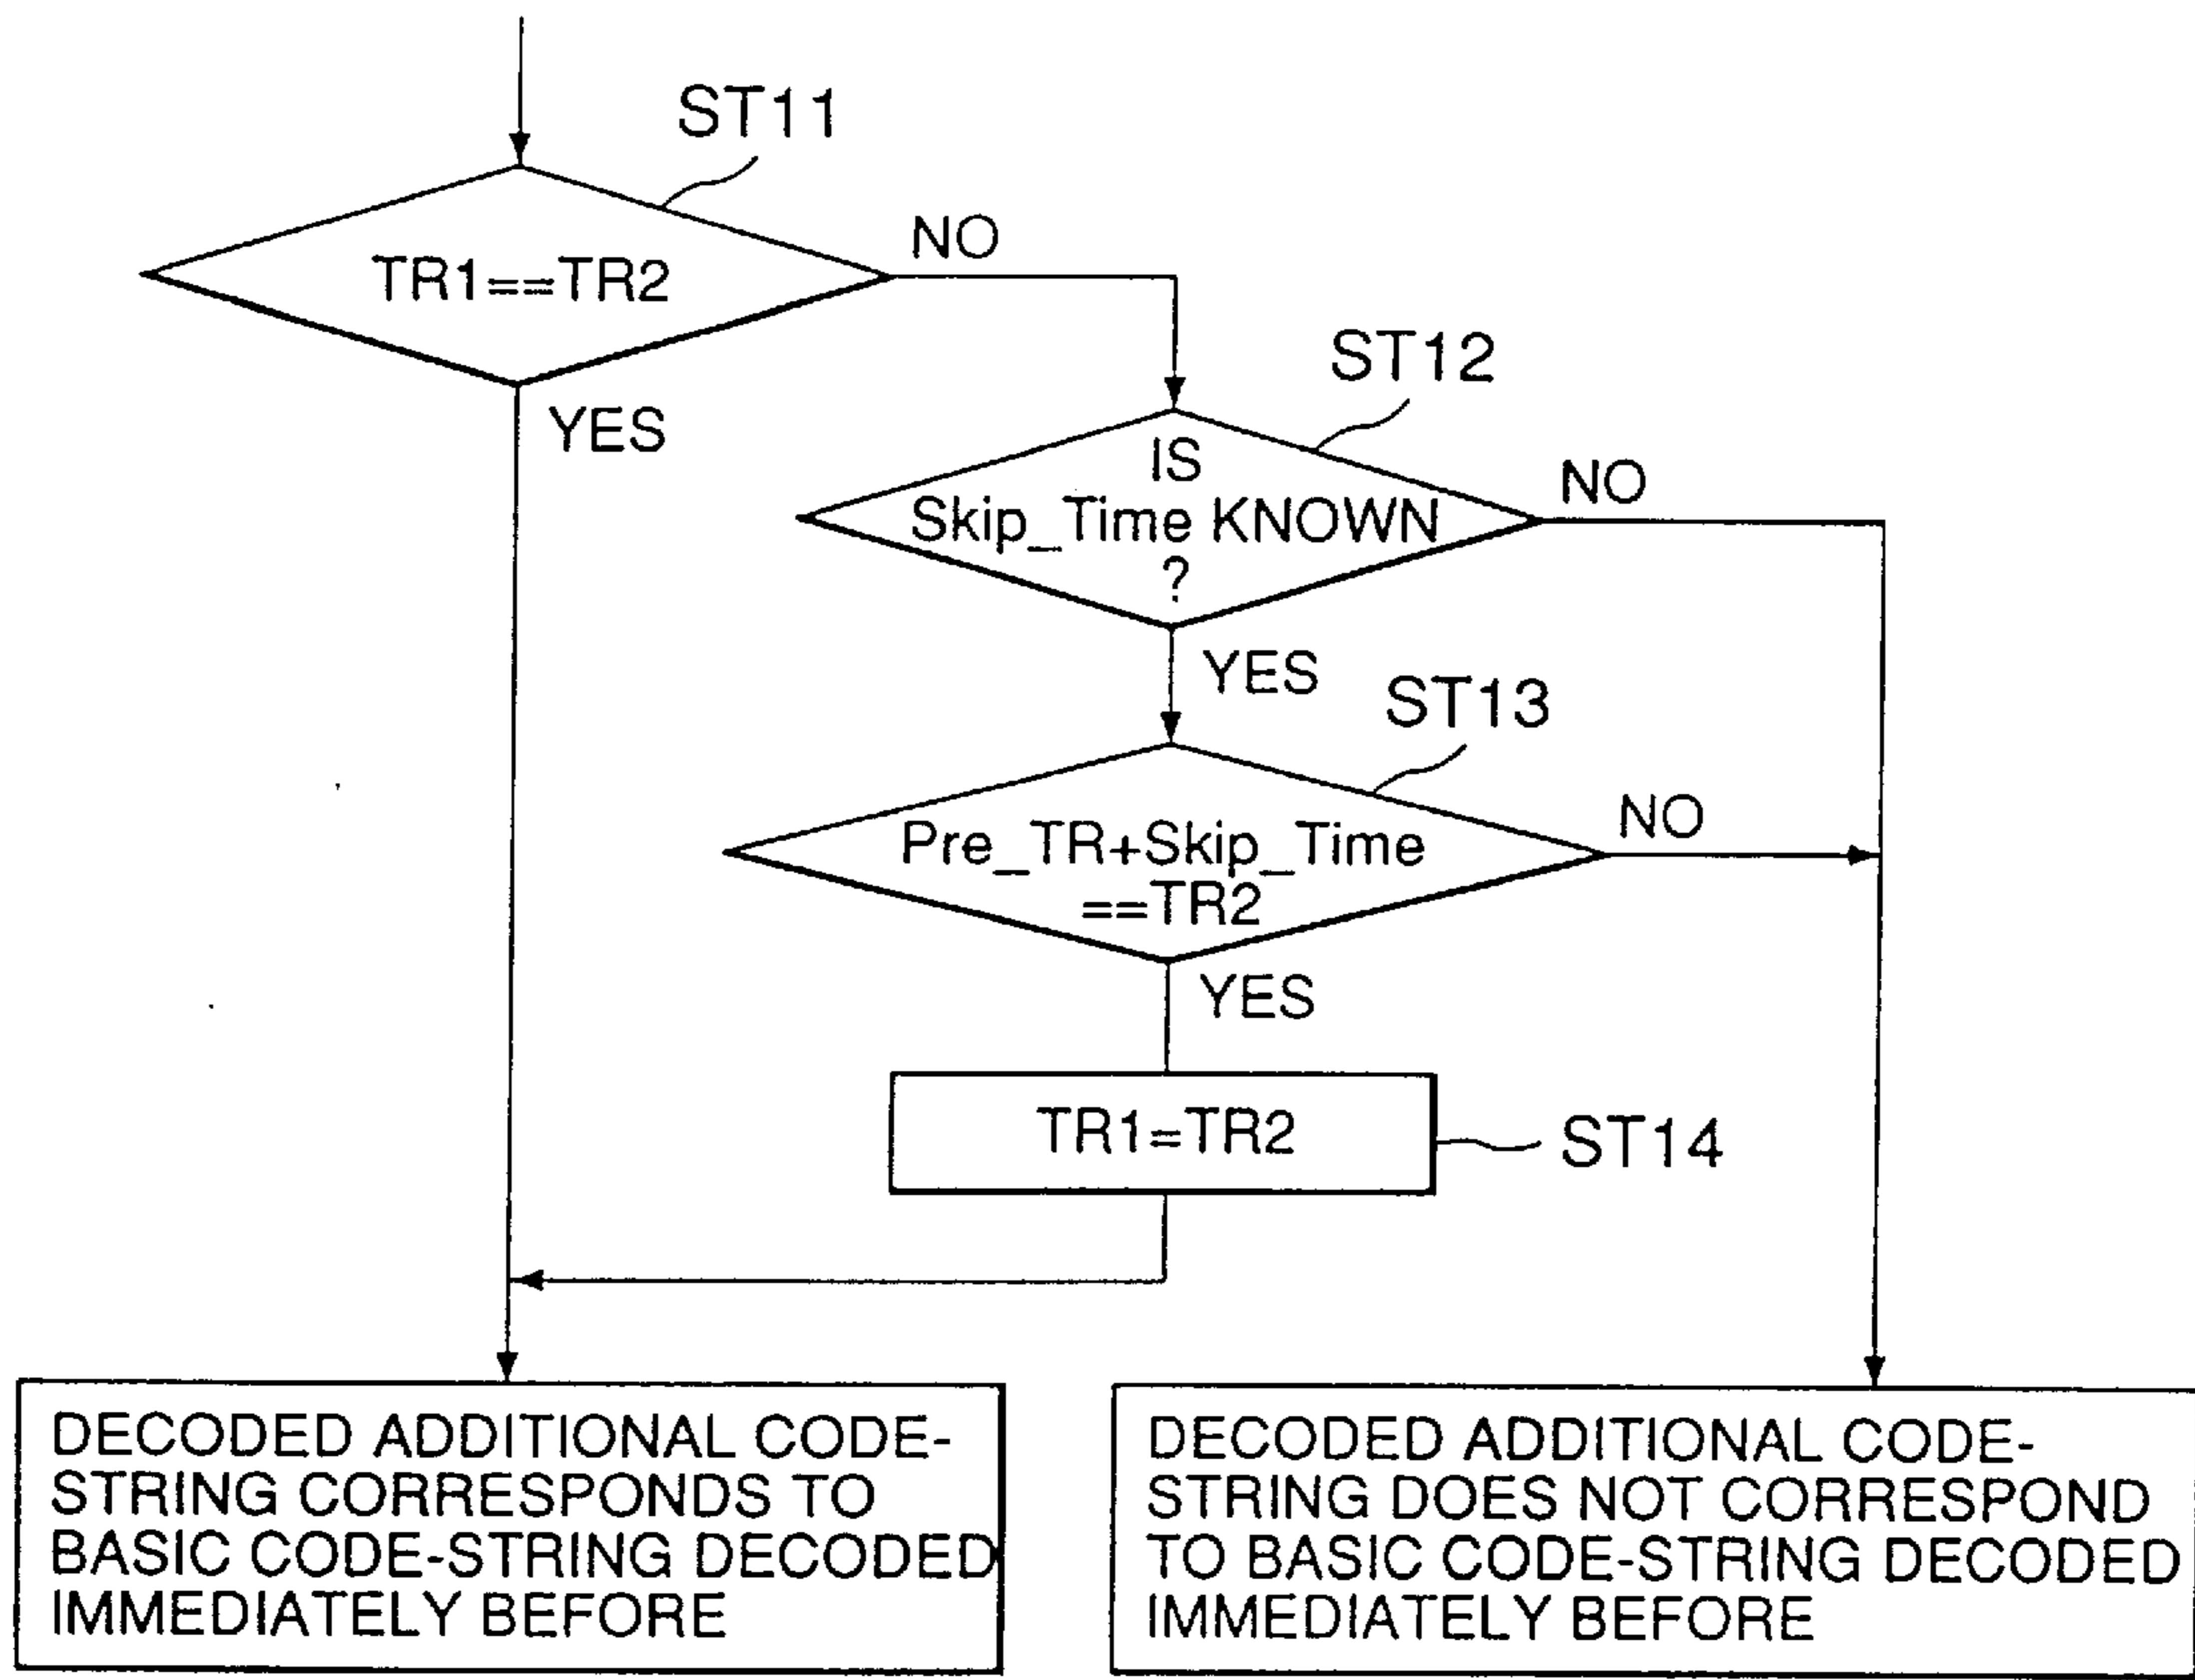 ST11
TR1==TR2
NO
YES
ST12
IS
Skip_Time KNOWN
?
NO
YES
ST13
Pre_TR+Skip_Time
==TR2
NO
YES
TR1=TR2
ST14
DECODED ADDITIONAL CODE-
STRING CORRESPONDS TO
BASIC CODE-STRING DECODED
IMMEDIATELY BEFORE
DECODED ADDITIONAL CODE-
STRING DOES NOT CORRESPOND
TO BASIC CODE-STRING DECODED
IMMEDIATELY BEFORE